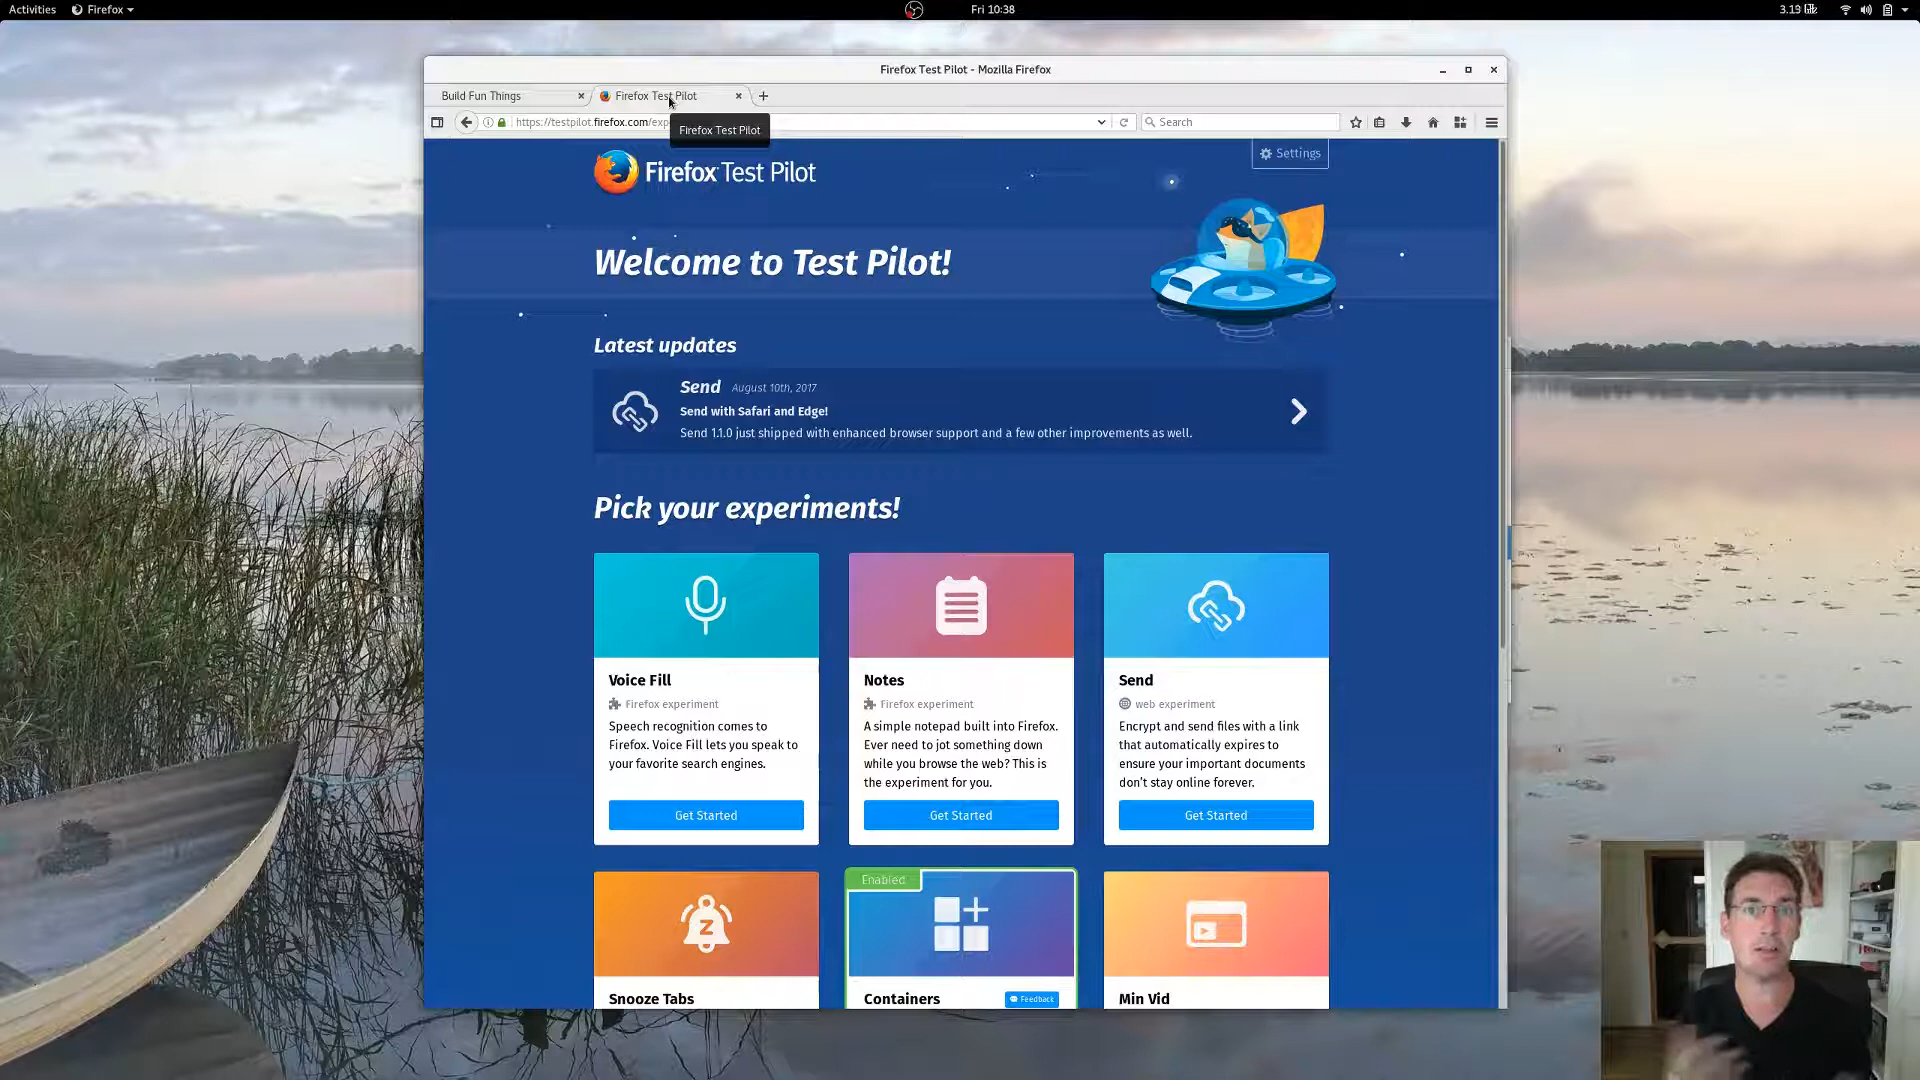 Activities
Firefox
Fri 10:38
3.19
Firefox Test Pilot - Mozilla Firefox
Build Fun Things
Firefox Test Pilot
https://testpilot.firefox.com/exp
Firefox Test Pilot
Search
Settings
Firefox Test Pilot
Welcome to Test Pilot!
Latest updates
Send August 10th, 2017
Send with Safari and Edge!
Send 1.1.0 just shipped with enhanced browser support and a few other improvements as well.
Pick your experiments!
Voice Fill
Firefox experiment
Speech recognition comes to
Firefox. Voice Fill lets you speak to
your favorite search engines.
Get Started
Notes
Firefox experiment
A simple notepad built into Firefox.
Ever need to jot something down
while you browse the web? This is
the experiment for you.
Get Started
Send
web experiment
Encrypt and send files with a link
that automatically expires to
ensure your important documents
don’t stay online forever.
Get Started
Z
Snooze Tabs
Enabled
Containers
Feedback
Min Vid